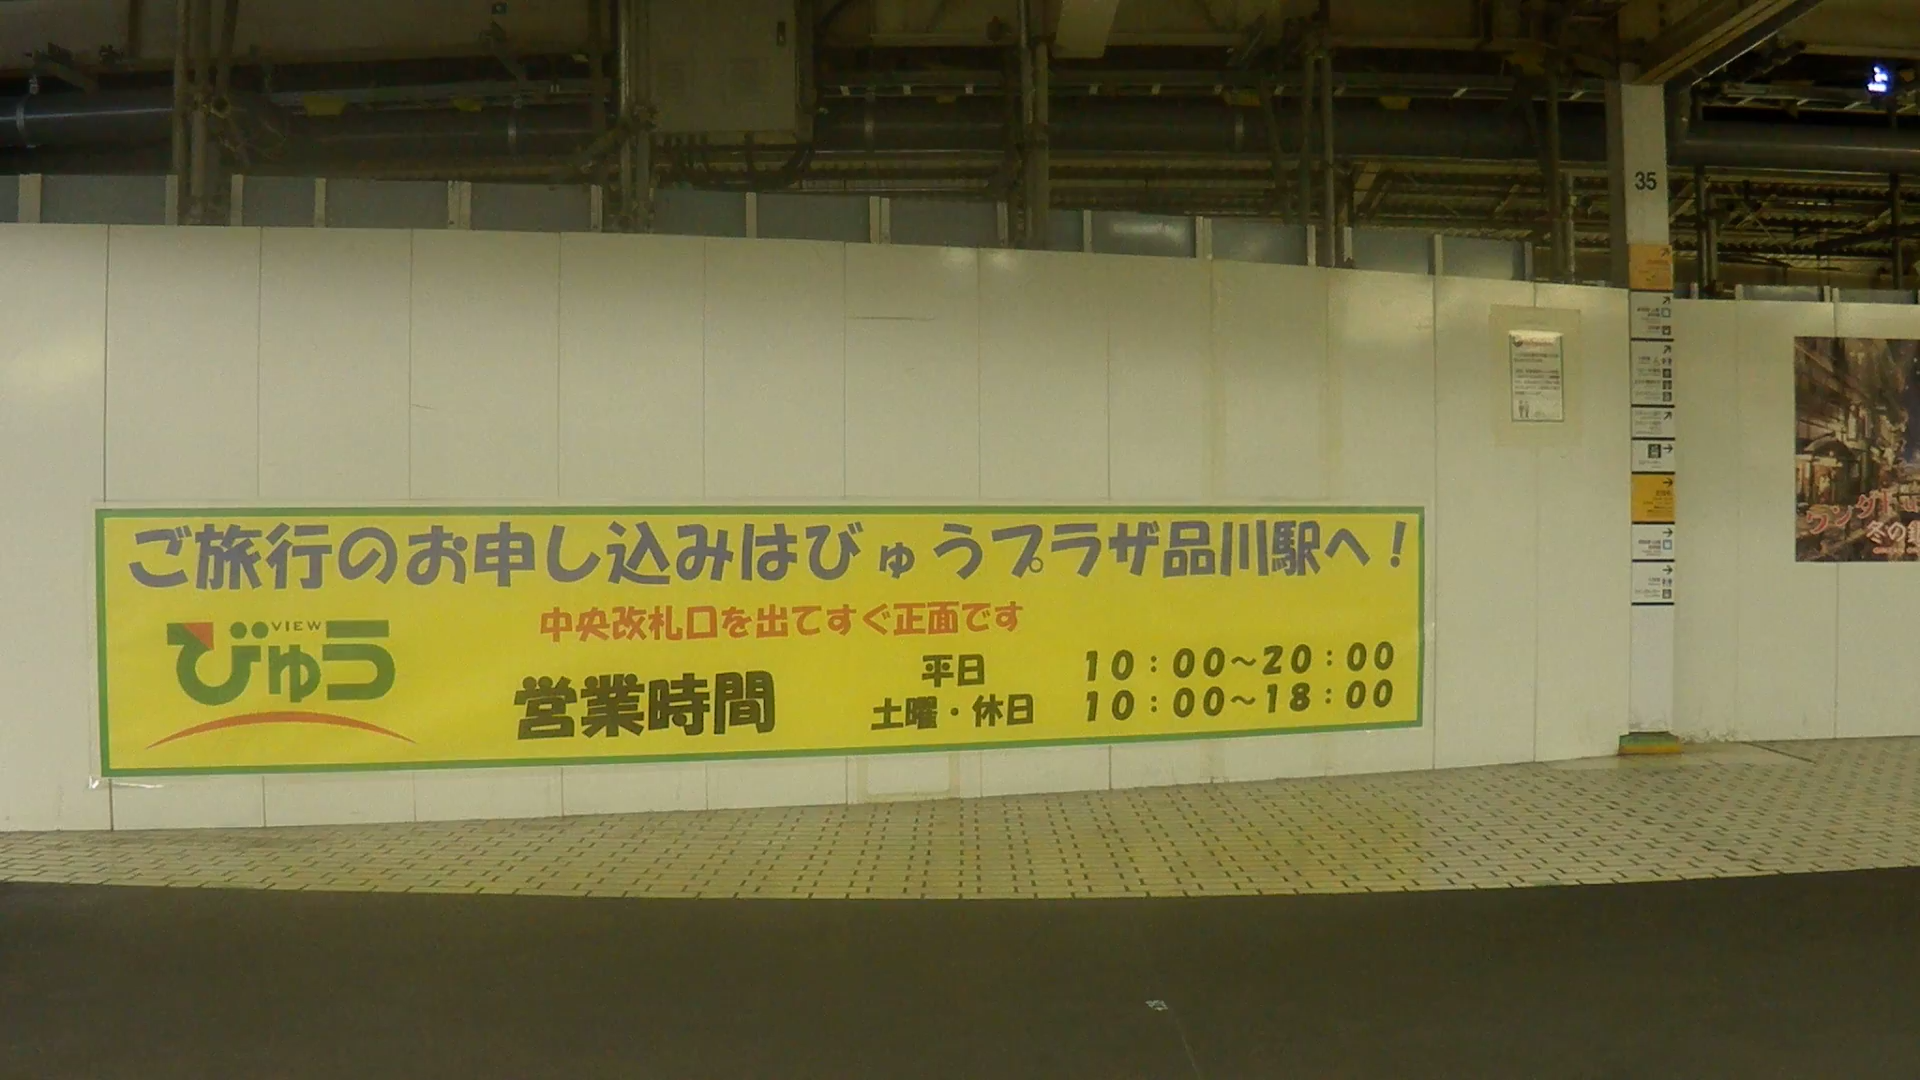 ご旅行のお申し込みはびゅうプラザ品川駅へ!
中央改札口を出てすぐ正面です
VIEW
びゅう
営業時間
平日 10:00~20:00
土曜・休日 10:00~18:00
35
冬の